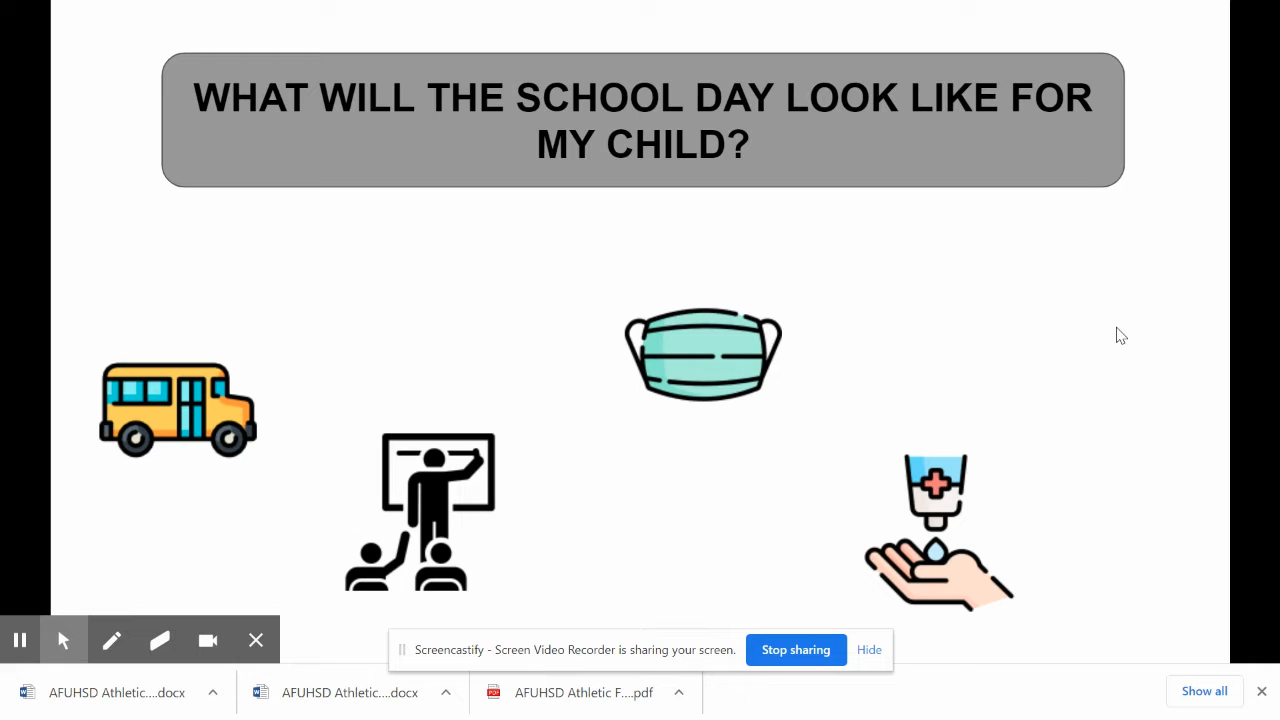 WHAT WILL THE SCHOOL DAY LOOK LIKE FOR
MY CHILD?
Screencastify - Screen Video Recorder is sharing your screen.
Stop sharing
Hide
AFUHSD Athletic....docx
AFUHSD Athletic....docx
PDF
AFUHSD Athletic F....pdf
Show all